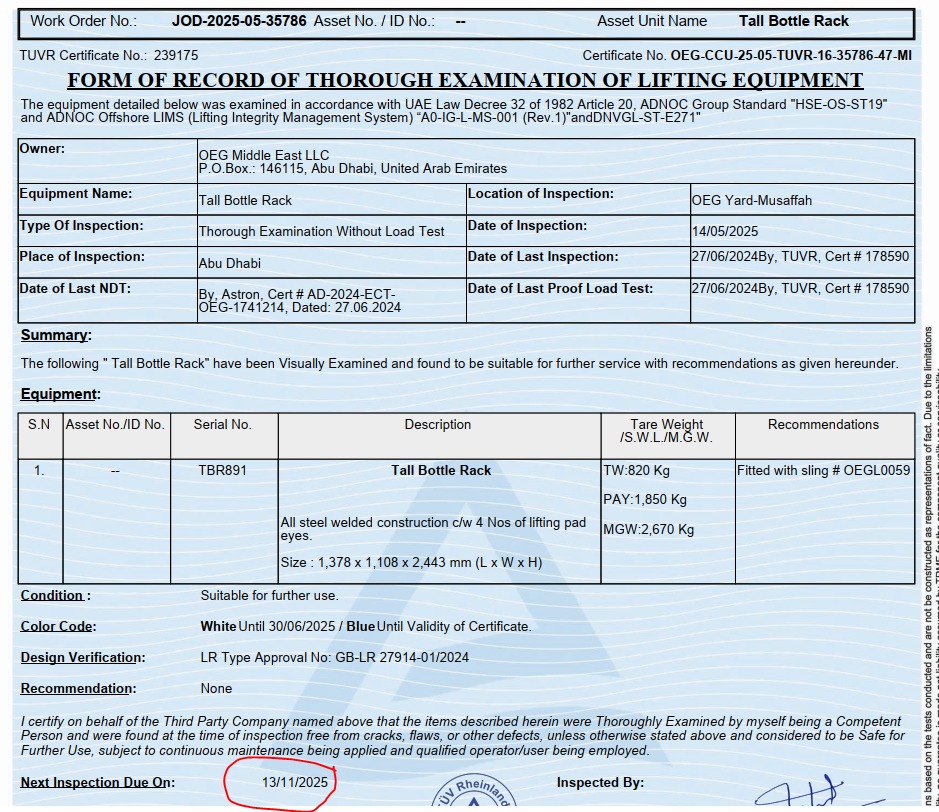 Work Order No.: JOD-2025-05-35786 Asset No. / ID No.: -- Asset Unit Name Tall Bottle Rack
TUVR Certificate No.: 239175 Certificate No. OEG-CCU-25-05-TUVR-16-35786-47-MI
FORM OF RECORD OF THOROUGH EXAMINATION OF LIFTING EQUIPMENT
The equipment detailed below was examined in accordance with UAE Law Decree 32 of 1982 Article 20, ADNOC Group Standard "HSE-OS-ST19"
and ADNOC Offshore LIMS (Lifting Integrity Management System) “A0-IG-L-MS-001 (Rev.1)"andDNVGL-ST-E271"
Owner: OEG Middle East LLC
P.O.Box.: 146115, Abu Dhabi, United Arab Emirates
Equipment Name: Tall Bottle Rack Location of Inspection: OEG Yard-Musaffah
Type Of Inspection: Thorough Examination Without Load Test Date of Inspection: 14/05/2025
Place of Inspection: Abu Dhabi Date of Last Inspection: 27/06/2024By, TUVR, Cert # 178590
Date of Last NDT: By, Astron, Cert # AD-2024-ECT-
OEG-1741214, Dated: 27.06.2024
Date of Last Proof Load Test: 27/06/2024By, TUVR, Cert # 178590
Summary:
The following " Tall Bottle Rack" have been Visually Examined and found to be suitable for further service with recommendations as given hereunder.
Equipment:
S.N Asset No./ID No. Serial No. Description Tare Weight
/S.W.L./M.G.W.
Recommendations
1. -- TBR891 Tall Bottle Rack TW:820 Kg Fitted with sling # OEGL0059
PAY:1,850 Kg
All steel welded construction c/w 4 Nos of lifting pad
eyes.
MGW:2,670 Kg
Size : 1,378 x 1,108 x 2,443 mm (L x W x H)
Condition : Suitable for further use.
Color Code: White Until 30/06/2025 / Blue Until Validity of Certificate.
Design Verification: LR Type Approval No: GB-LR 27914-01/2024
Recommendation: None
I certify on behalf of the Third Party Company named above that the items described herein were Thoroughly Examined by myself being a Competent
Person and were found at the time of inspection free from cracks, flaws, or other defects, unless otherwise stated above and considered to be Safe for
Further Use, subject to continuous maintenance being applied and qualified operator/user being employed.
Next Inspection Due On: 13/11/2025 Inspected By:
TÜV Rheinland
ns based on the tests conducted and are not be constructed as representations of fact. Due to the limitations